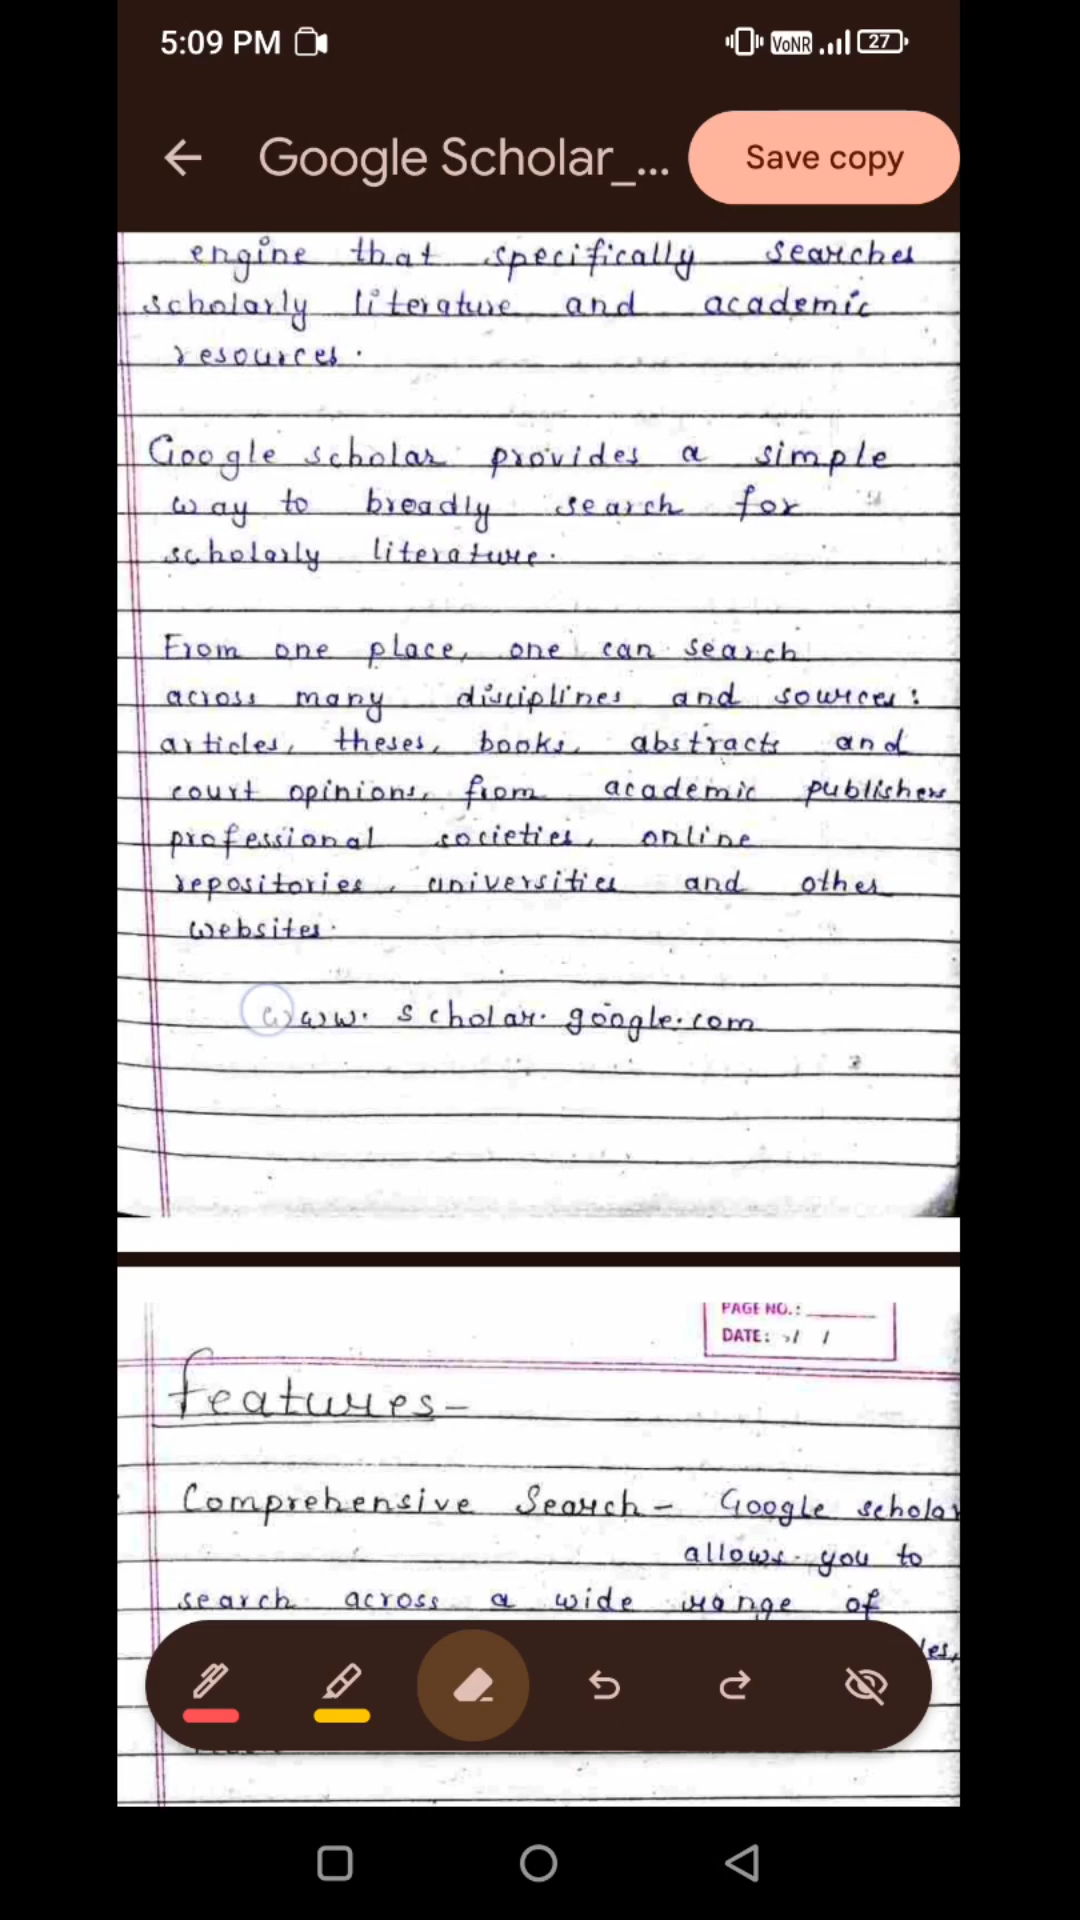 5:09 PM
VoNR
27
Google Scholar_...
Save copy
engine that specifically searches
scholarly literature and academic
resources.
Google scholar provides a simple
way to broadly search for
scholarly literature.
From one place, one can search
across many disciplines and sources:
articles, theses, books, abstracts and
court opinions, from academic publishers
professional societies, online
repositories, universities and other
websites.
www. scholar. google.com
PAGE NO.:
DATE: / /
Features-
Comprehensive Search - Google scholar
allows you to
search across a wide range of